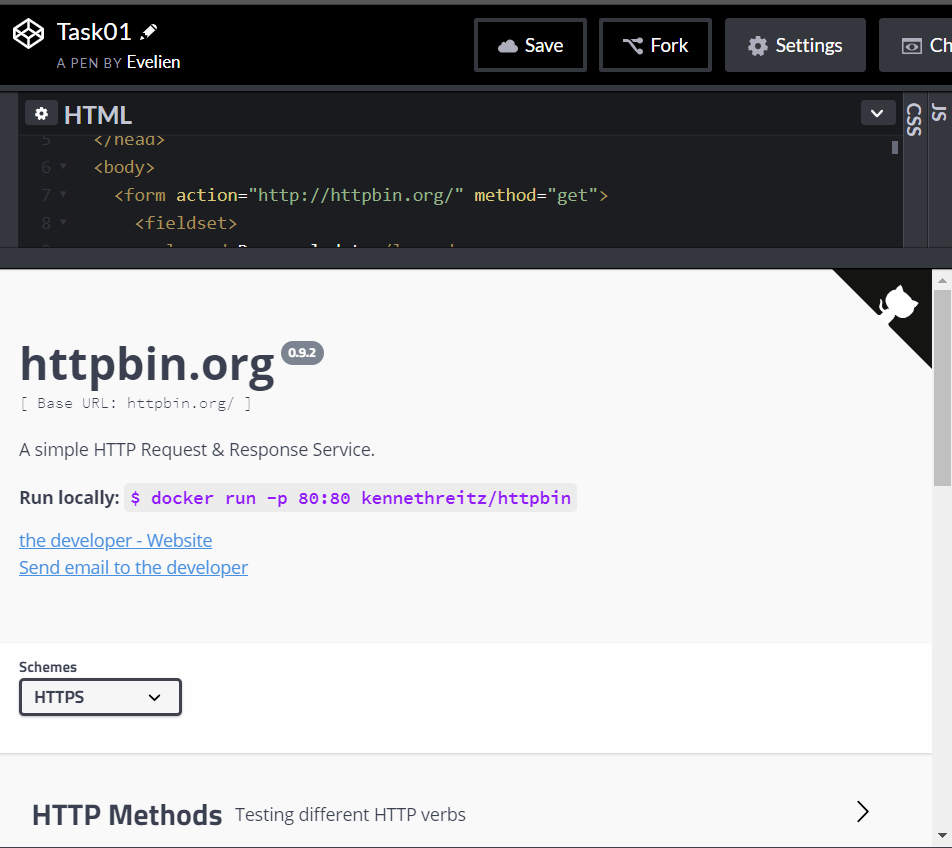 Task01
A PEN BY Evelien
Save
Fork
Settings
Ch
HTML
CSS
JS
5 </head>
6 <body>
7 <form action="http://httpbin.org/" method="get">
8 <fieldset>
httpbin.org 0.9.2
[ Base URL: httpbin.org/ ]
A simple HTTP Request & Response Service.
Run locally: $ docker run -p 80:80 kennethreitz/httpbin
the developer - Website
Send email to the developer
Schemes
HTTPS
HTTP Methods Testing different HTTP verbs